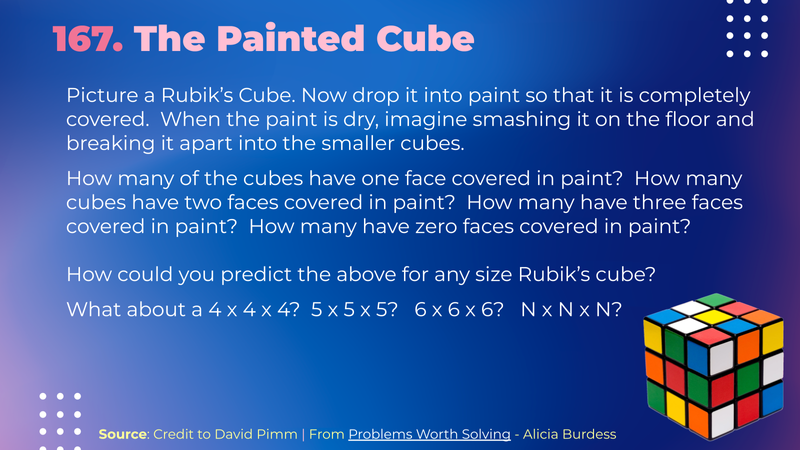 167. The Painted Cube
Picture a Rubik’s Cube. Now drop it into paint so that it is completely
covered.  When the paint is dry, imagine smashing it on the floor and
breaking it apart into the smaller cubes.
How many of the cubes have one face covered in paint?  How many
cubes have two faces covered in paint?  How many have three faces
covered in paint?  How many have zero faces covered in paint?
How could you predict the above for any size Rubik’s cube?
What about a 4 x 4 x 4?  5 x 5 x 5?   6 x 6 x 6?   N x N x N?
Source: Credit to David Pimm | From Problems Worth Solving - Alicia Burdess